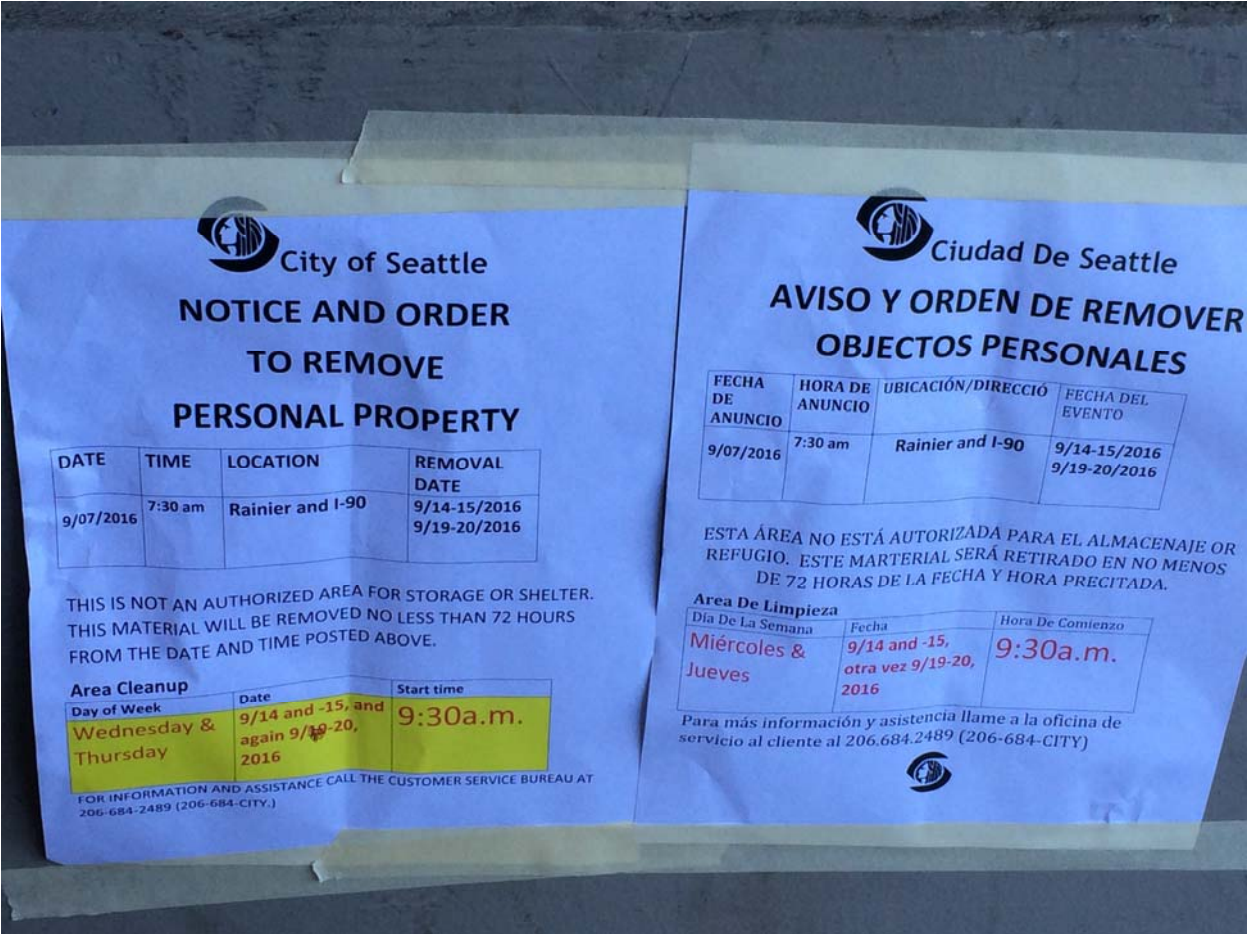 City of Seattle
NOTICE AND ORDER
TO REMOVE
PERSONAL PROPERTY
DATE TIME LOCATION REMOVAL DATE
9/07/2016 7:30 am Rainier and I-90 9/14-15/2016
9/19-20/2016
THIS IS NOT AN AUTHORIZED AREA FOR STORAGE OR SHELTER.
THIS MATERIAL WILL BE REMOVED NO LESS THAN 72 HOURS
FROM THE DATE AND TIME POSTED ABOVE.
Area Cleanup
Day of Week Date Start time
Wednesday & Thursday 9/14 and -15, and again 9/19-20, 2016 9:30a.m.
FOR INFORMATION AND ASSISTANCE CALL THE CUSTOMER SERVICE BUREAU AT
206-684-2489 (206-684-CITY.)
Ciudad De Seattle
AVISO Y ORDEN DE REMOVER
OBJECTOS PERSONALES
FECHA DE ANUNCIO HORA DE ANUNCIO UBICACIÓN/DIRECCIÓ FECHA DEL EVENTO
9/07/2016 7:30 am Rainier and I-90 9/14-15/2016
9/19-20/2016
ESTA ÁREA NO ESTÁ AUTORIZADA PARA EL ALMACENAJE OR
REFUGIO. ESTE MARTERIAL SERÁ RETIRADO EN NO MENOS
DE 72 HORAS DE LA FECHA Y HORA PRECITADA.
Area De Limpieza
Día De La Semana Fecha Hora De Comienzo
Miércoles & Jueves 9/14 and -15, otra vez 9/19-20, 2016 9:30a.m.
Para más información y asistencia llame a la oficina de
servicio al cliente al 206.684.2489 (206-684-CITY)